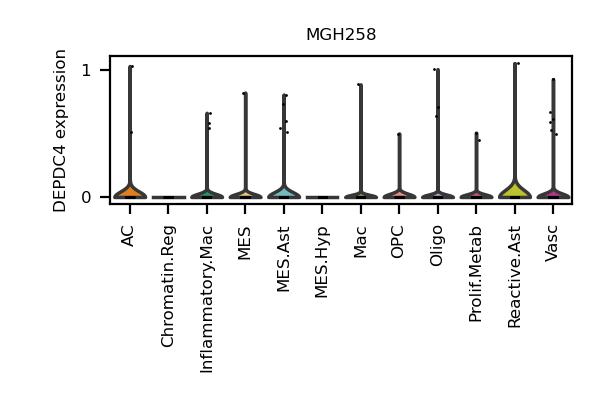 MGH258
DEPDC4 expression
1
0
AC
Chromatin.Reg
Inflammatory.Mac
MES
MES.Ast
MES.Hyp
Mac
OPC
Oligo
Prolif.Metab
Reactive.Ast
Vasc